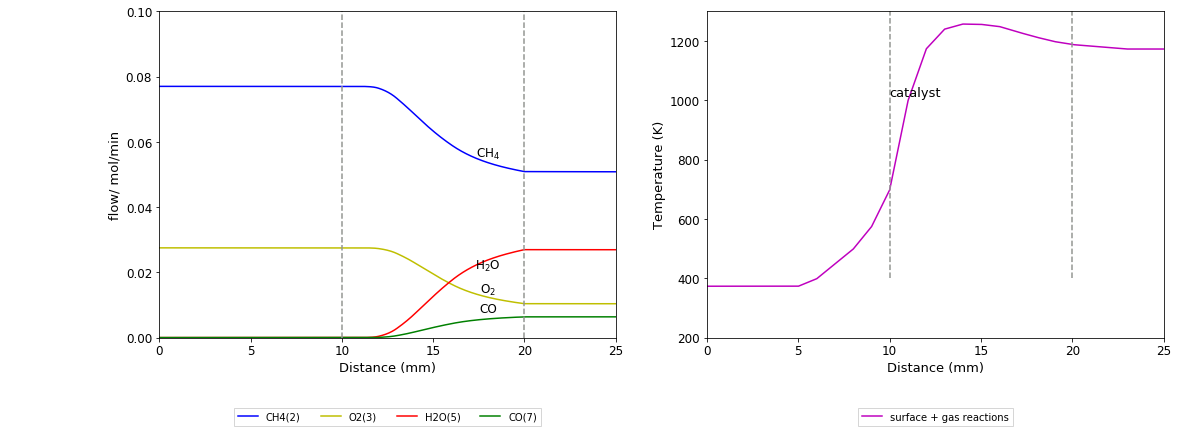 0.10
0.08
0.06
0.04
0.02
0.00
flow/ mol/min
CH₄
H₂O
O₂
CO
0 5 10 15 20 25
Distance (mm)
CH4(2) O2(3) H2O(5) CO(7)
1200
1000
800
600
400
200
Temperature (K)
catalyst
0 5 10 15 20 25
Distance (mm)
surface + gas reactions